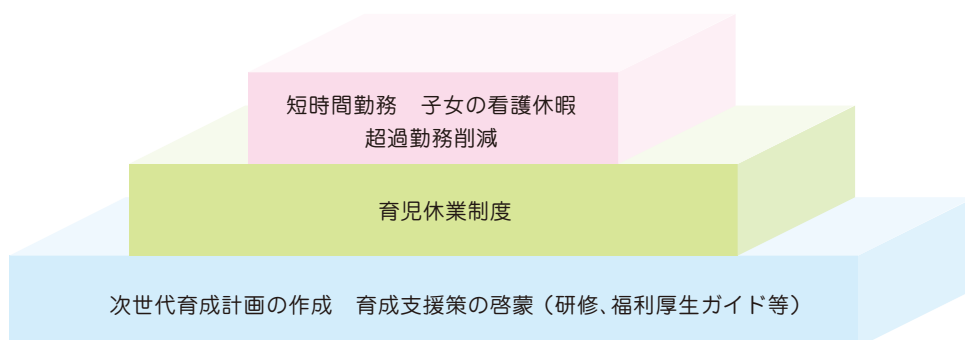 短時間勤務　子女の看護休暇
超過勤務削減
育児休業制度
次世代育成計画の作成　育成支援策の啓蒙（研修、福利厚生ガイド等）